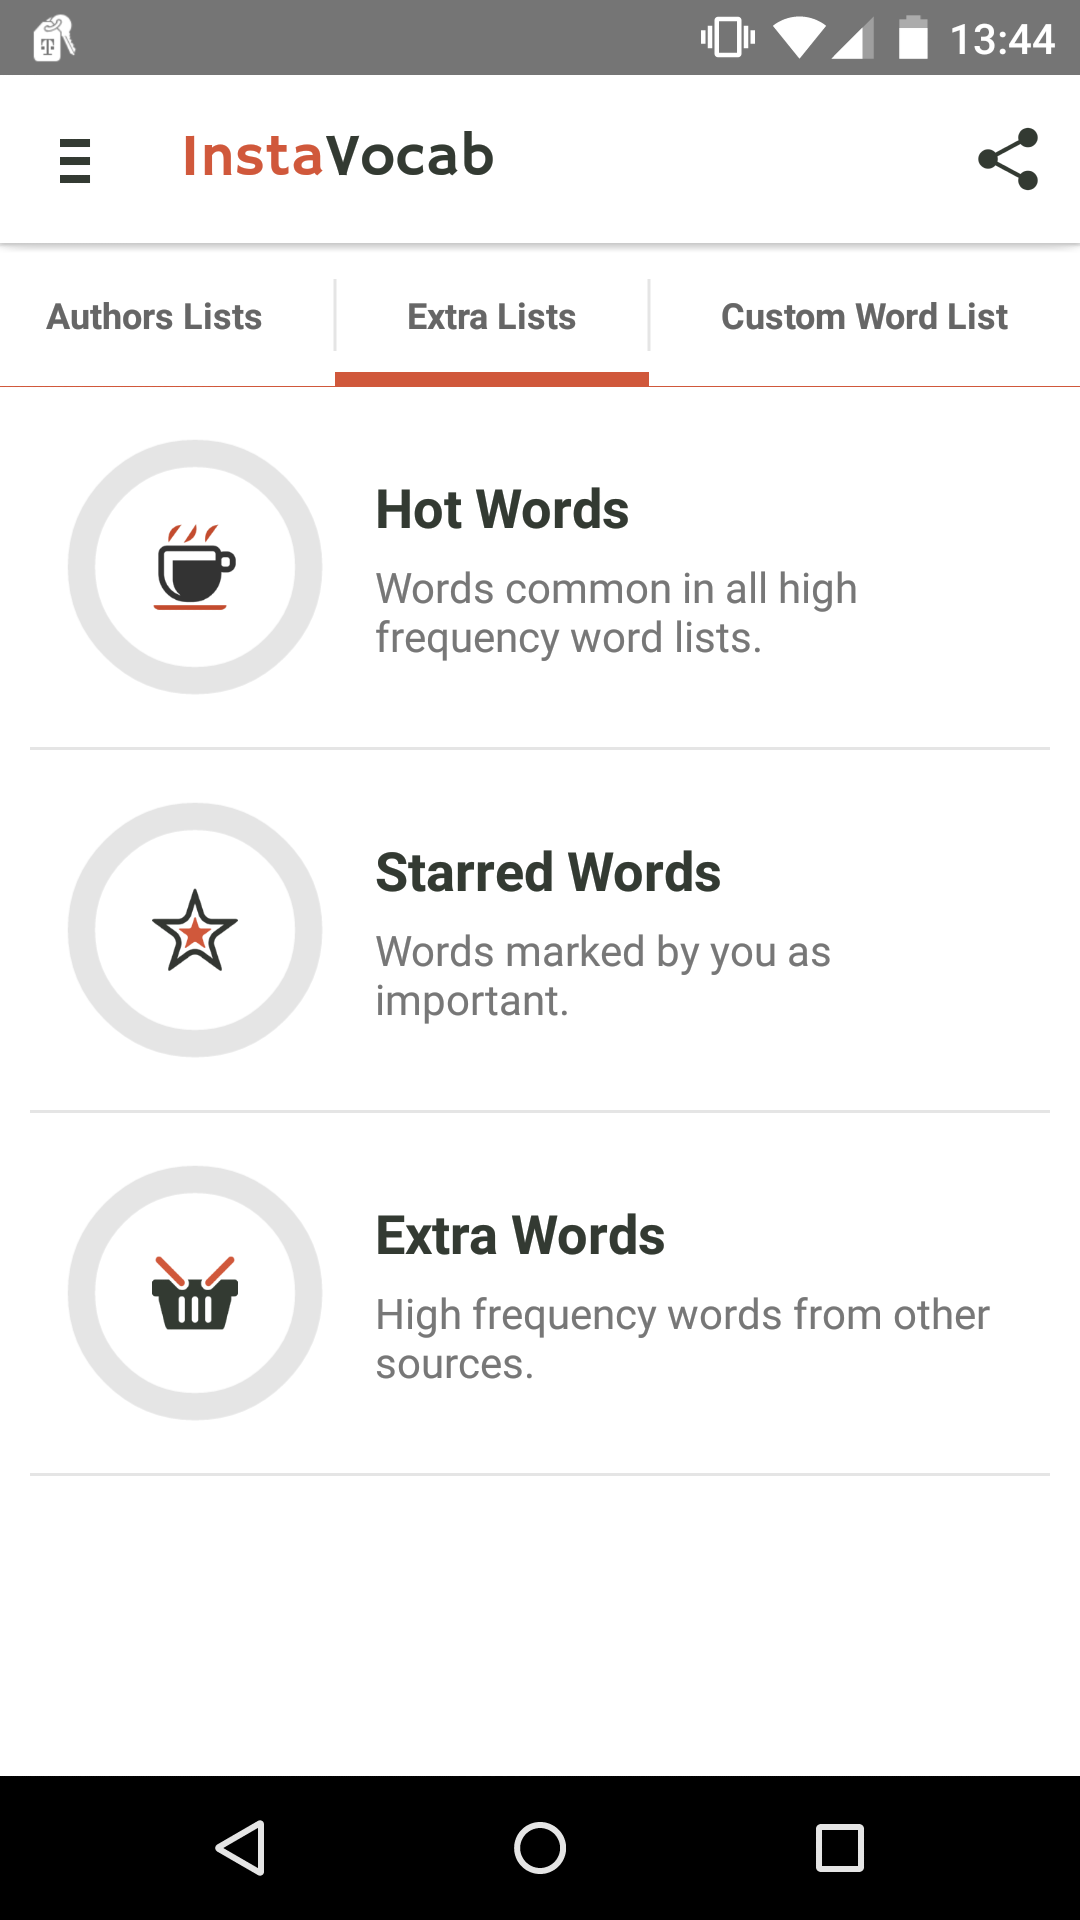 13:44
InstaVocab
Authors Lists
Extra Lists
Custom Word List
Hot Words
Words common in all high
frequency word lists.
Starred Words
Words marked by you as
important.
Extra Words
High frequency words from other
sources.